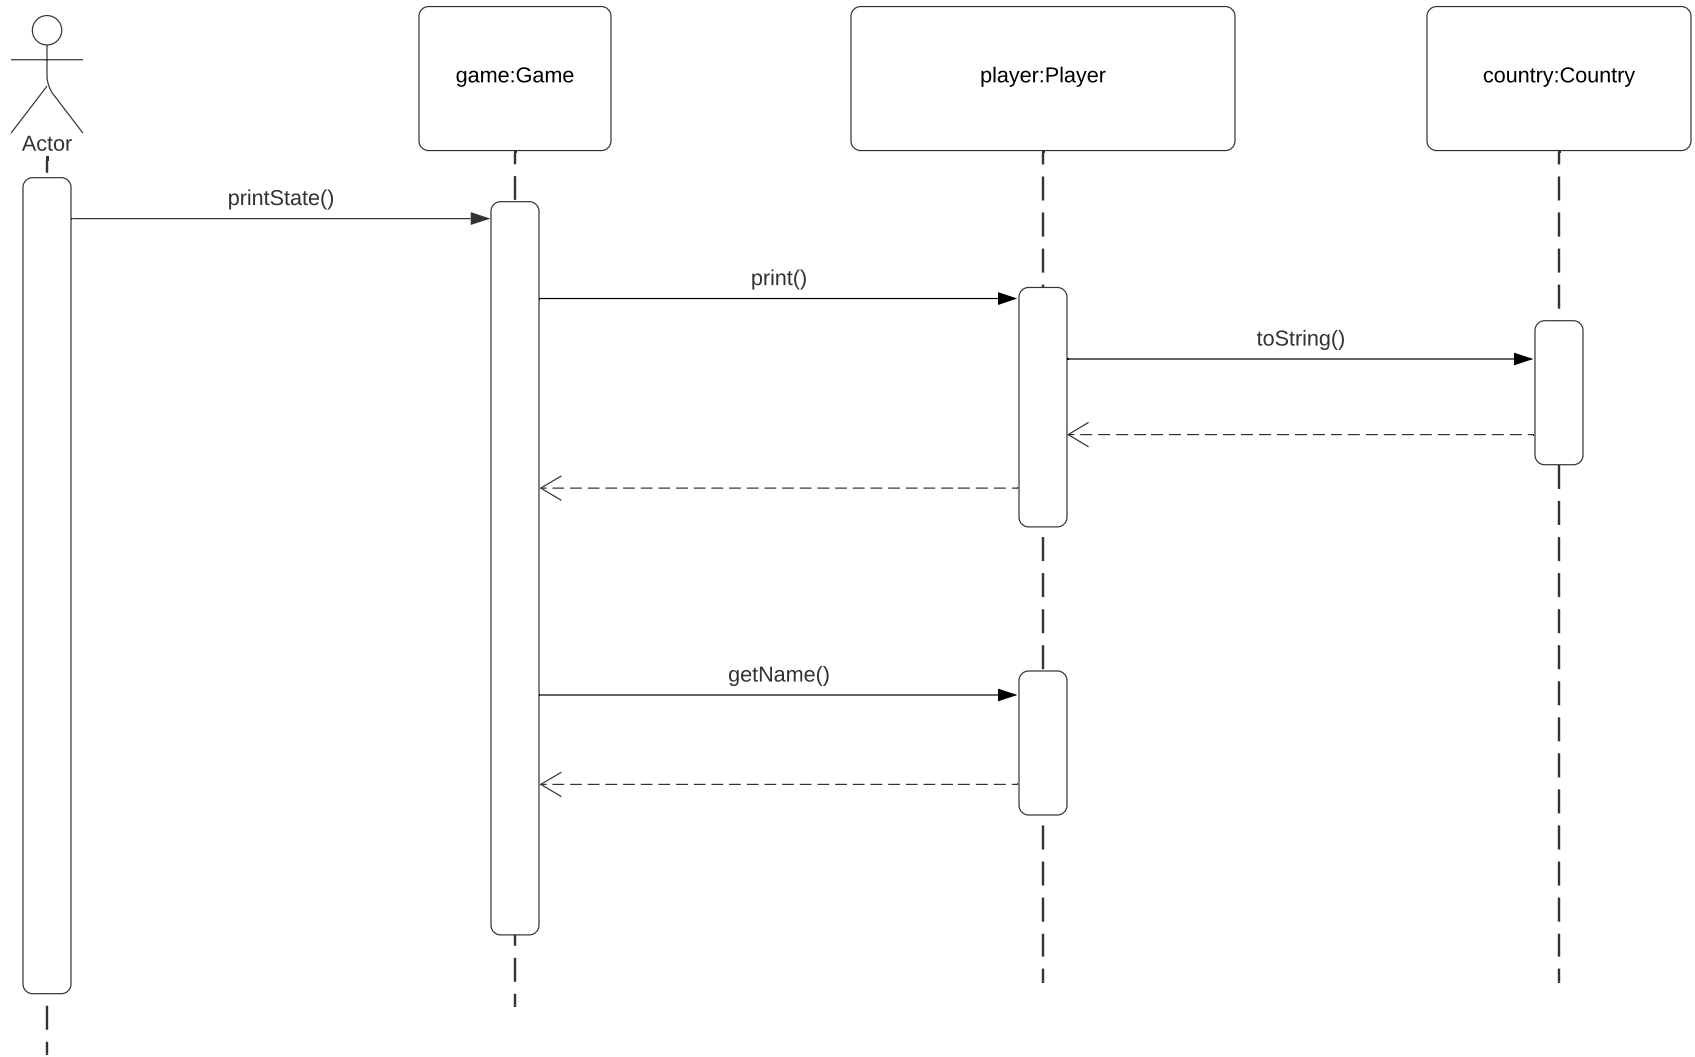 game:Game
player:Player
country:Country
Actor
printState()
print()
toString()
getName()